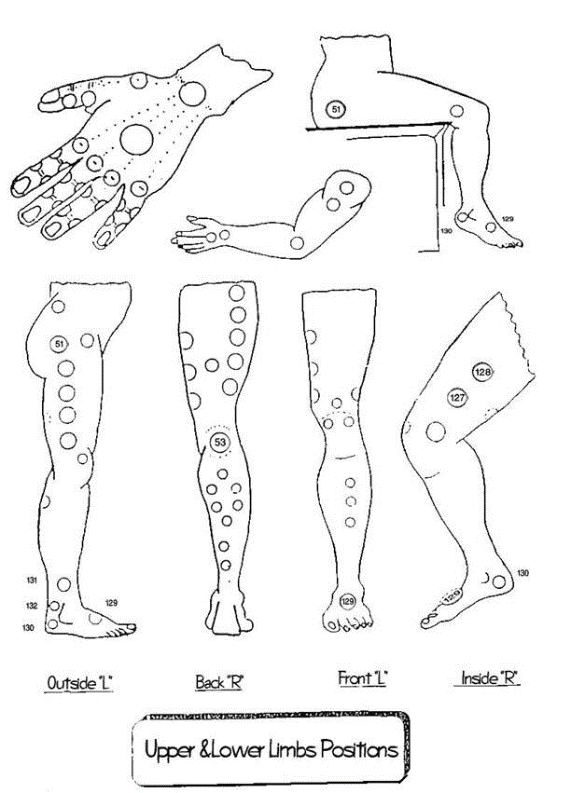 51
129
130
51
53
128
127
131
132
130
129
129
129
130
Outside "L"
Back "R"
Front "L"
Inside "R"
Upper & Lower Limbs Positions